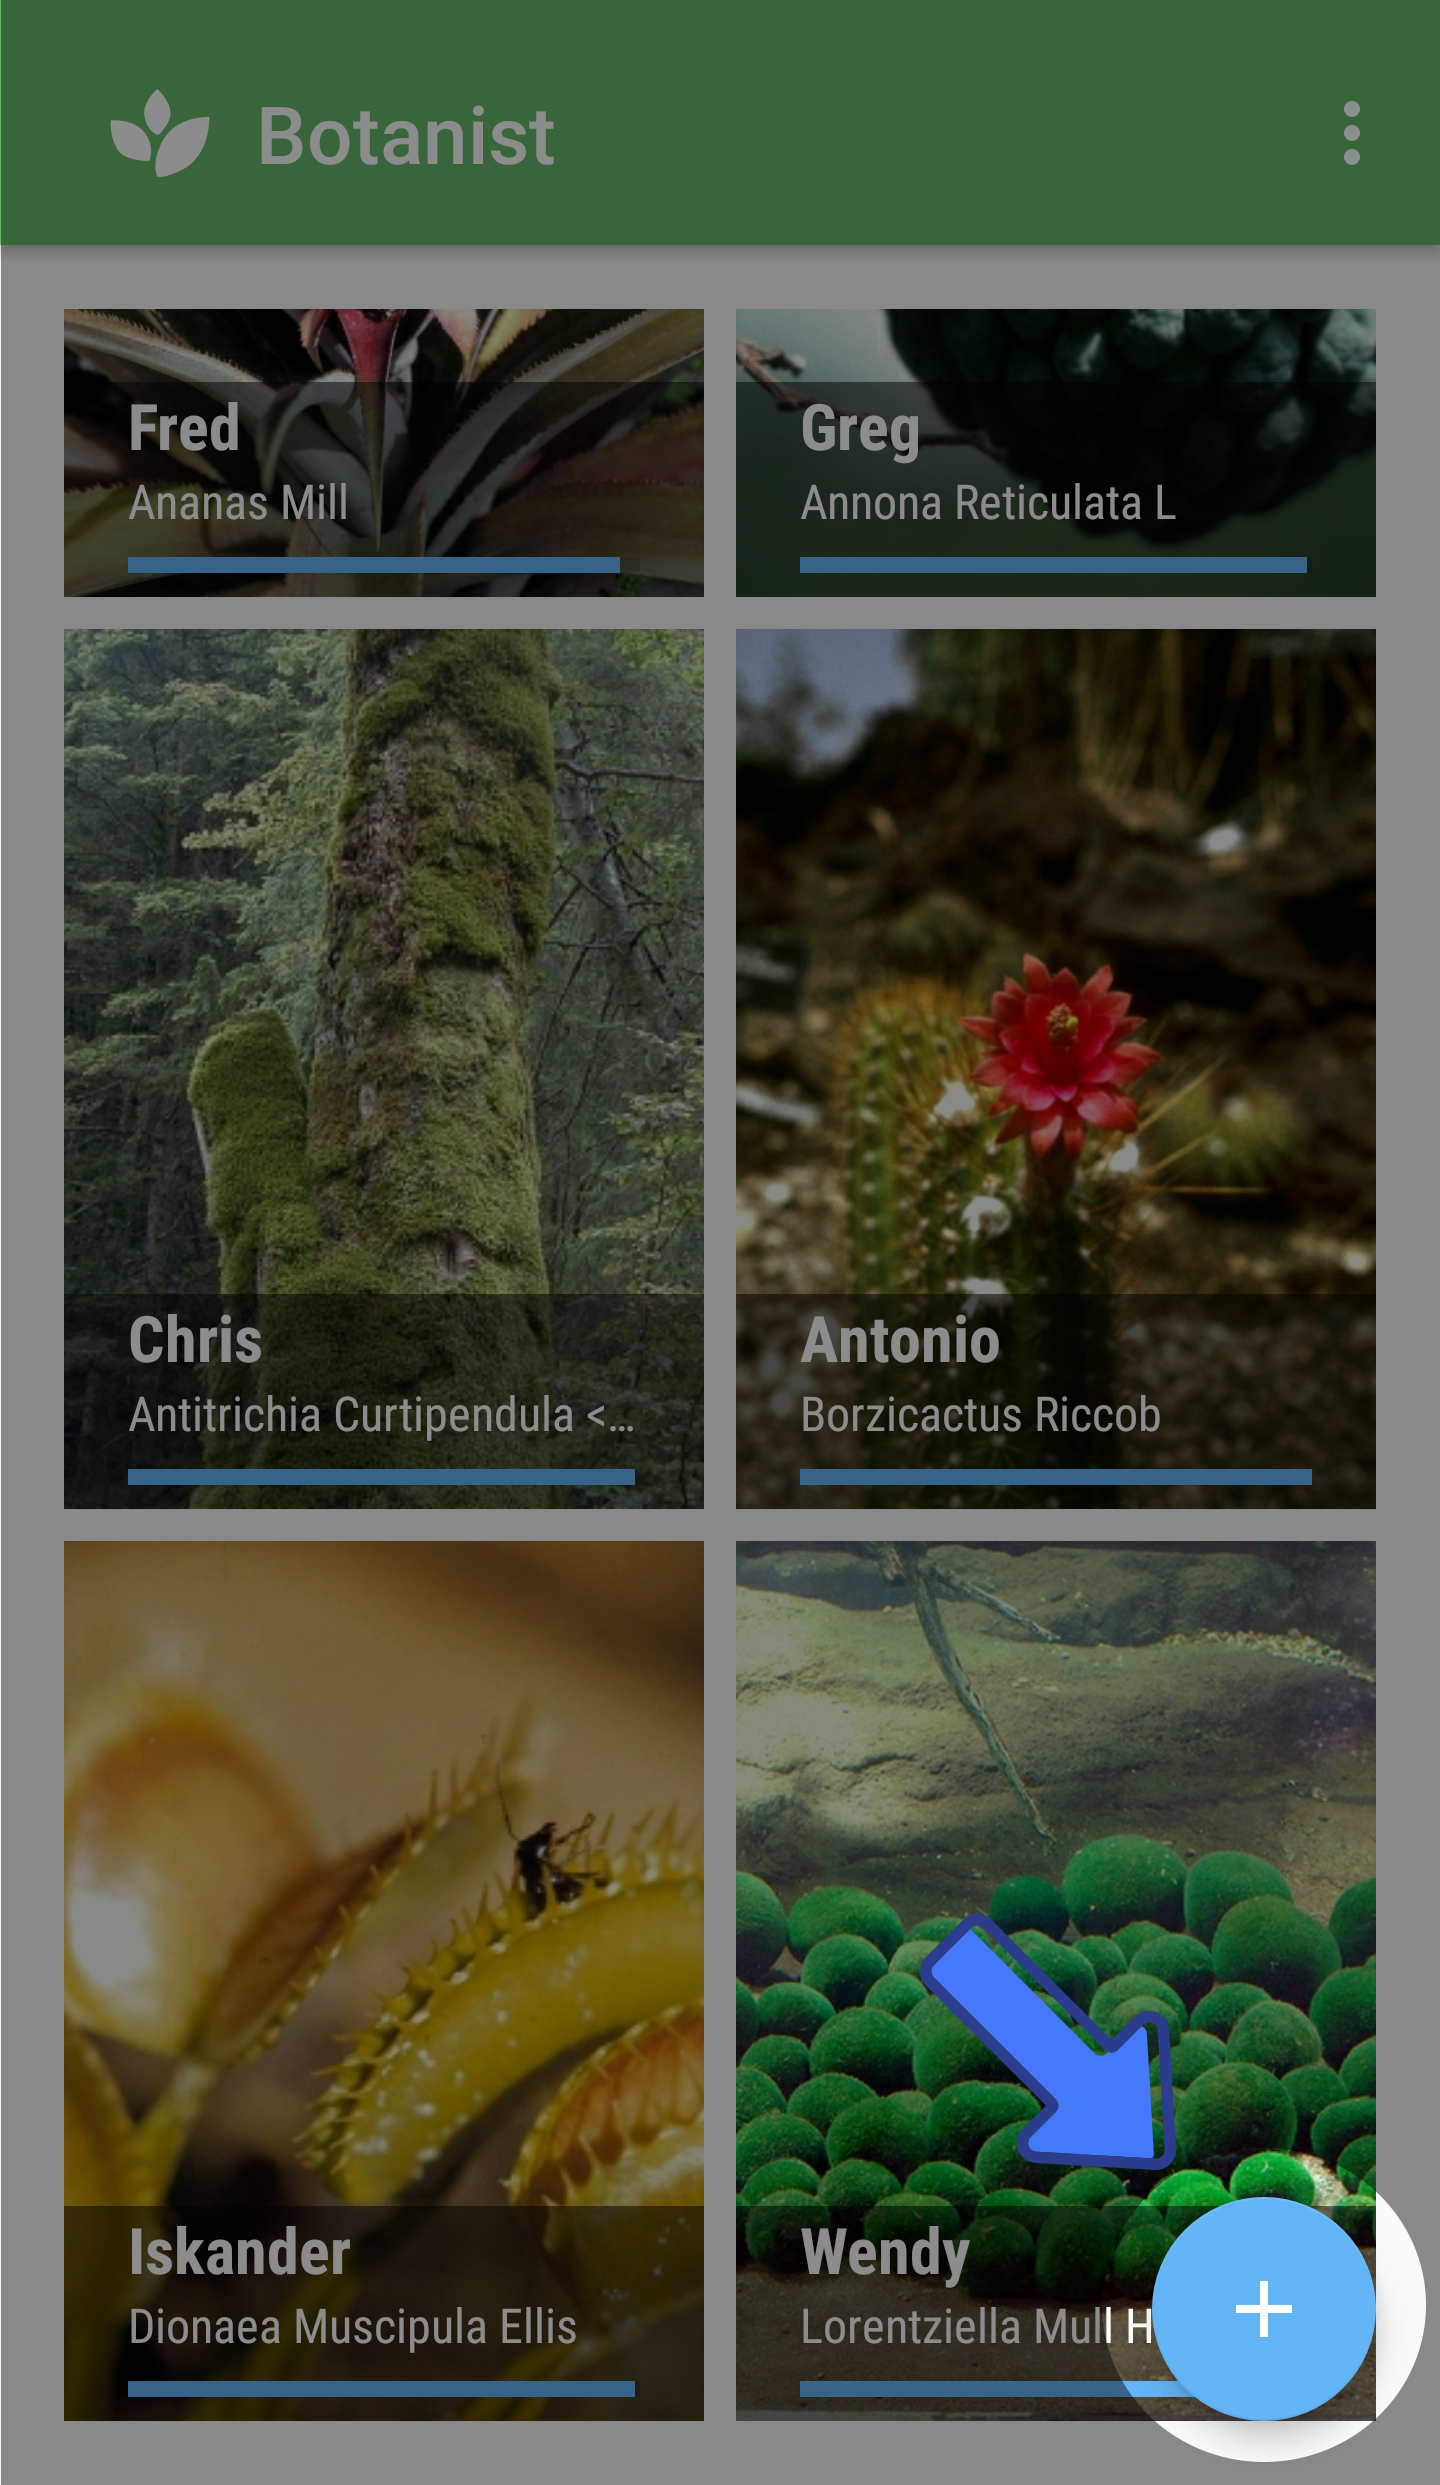 Botanist
Fred
Ananas Mill
Greg
Annona Reticulata L
Chris
Antitrichia Curtipendula <...
Antonio
Borzicactus Riccob
Iskander
Dionaea Muscipula Ellis
Wendy
Lorentziella Mull H
+